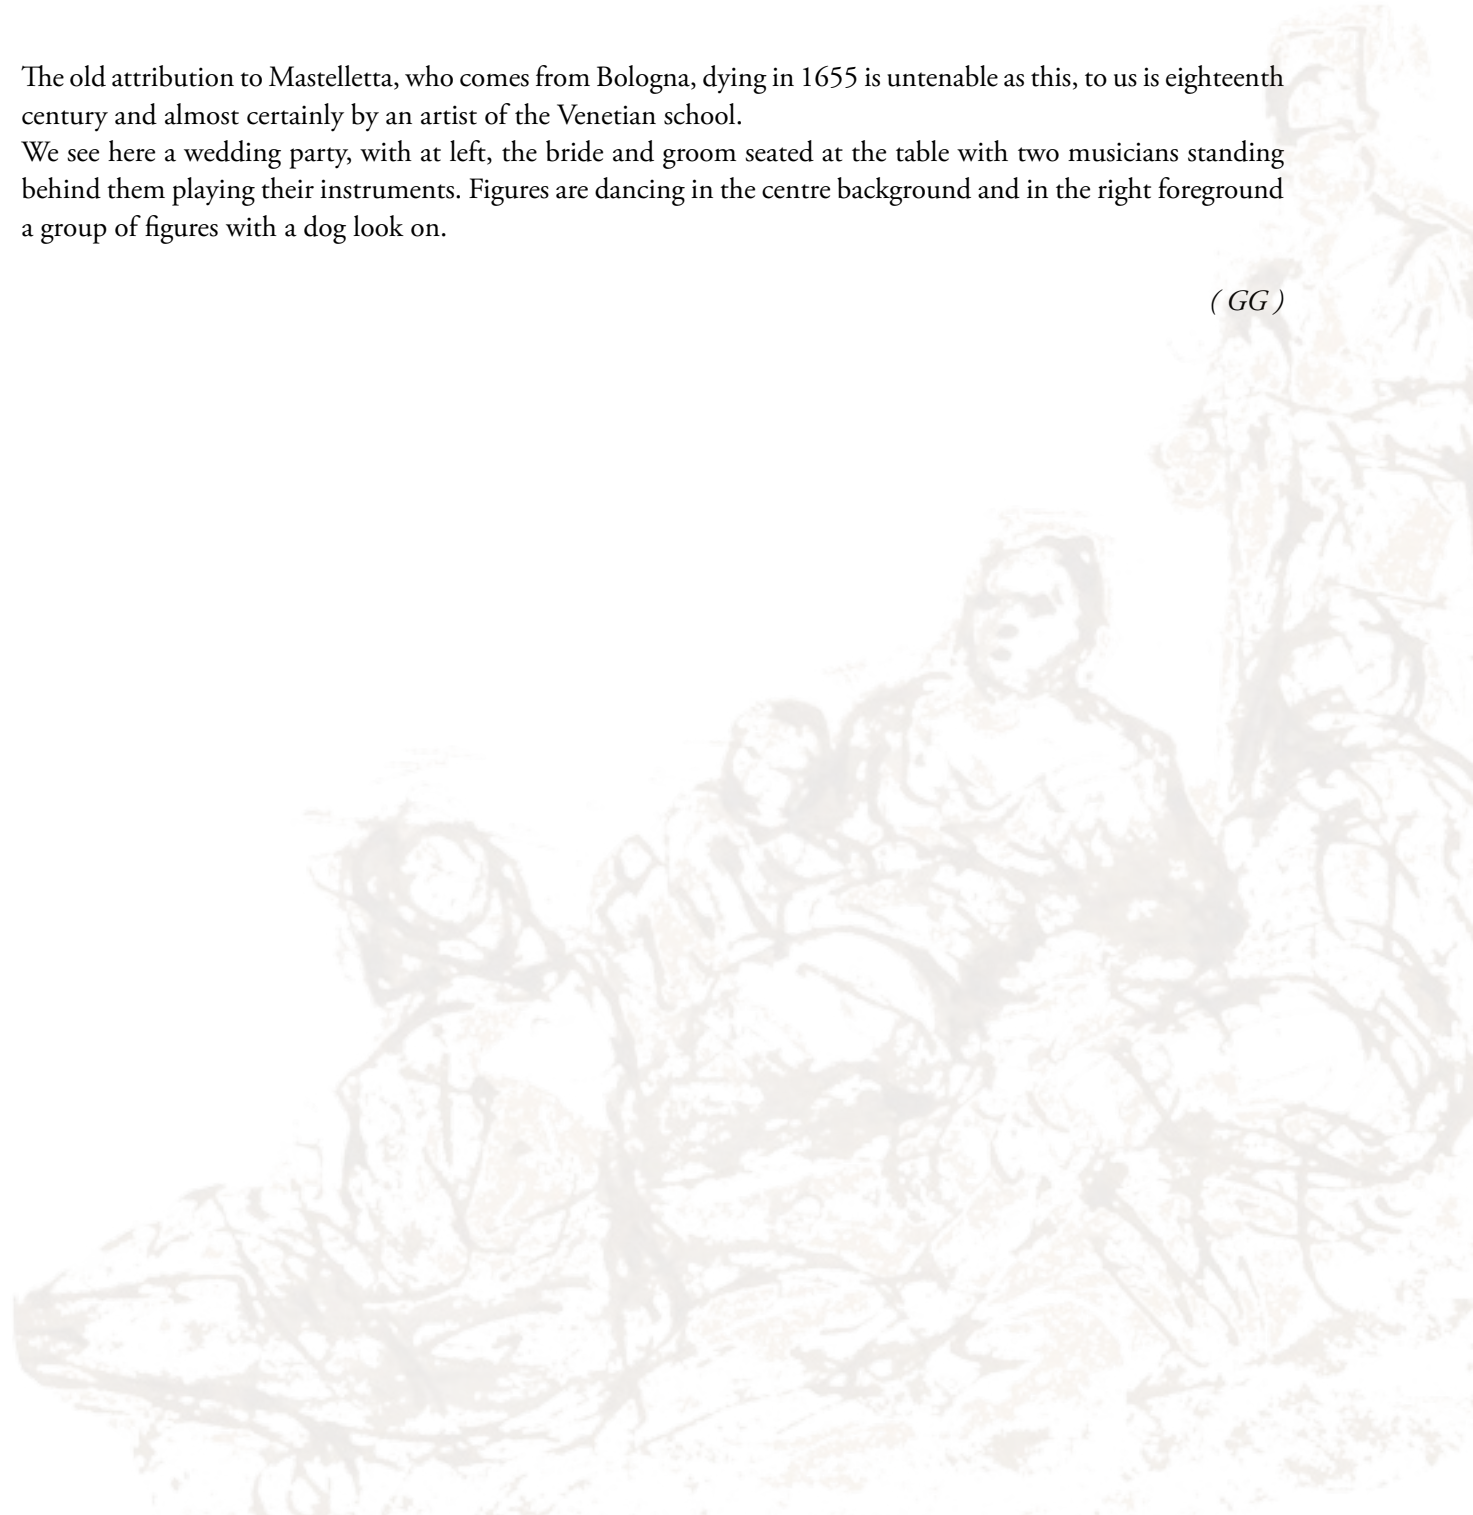 The old attribution to Mastelletta, who comes from Bologna, dying in 1655 is untenable as this, to us is eighteenth
century and almost certainly by an artist of the Venetian school.
We see here a wedding party, with at left, the bride and groom seated at the table with two musicians standing
behind them playing their instruments. Figures are dancing in the centre background and in the right foreground
a group of figures with a dog look on.
( GG )